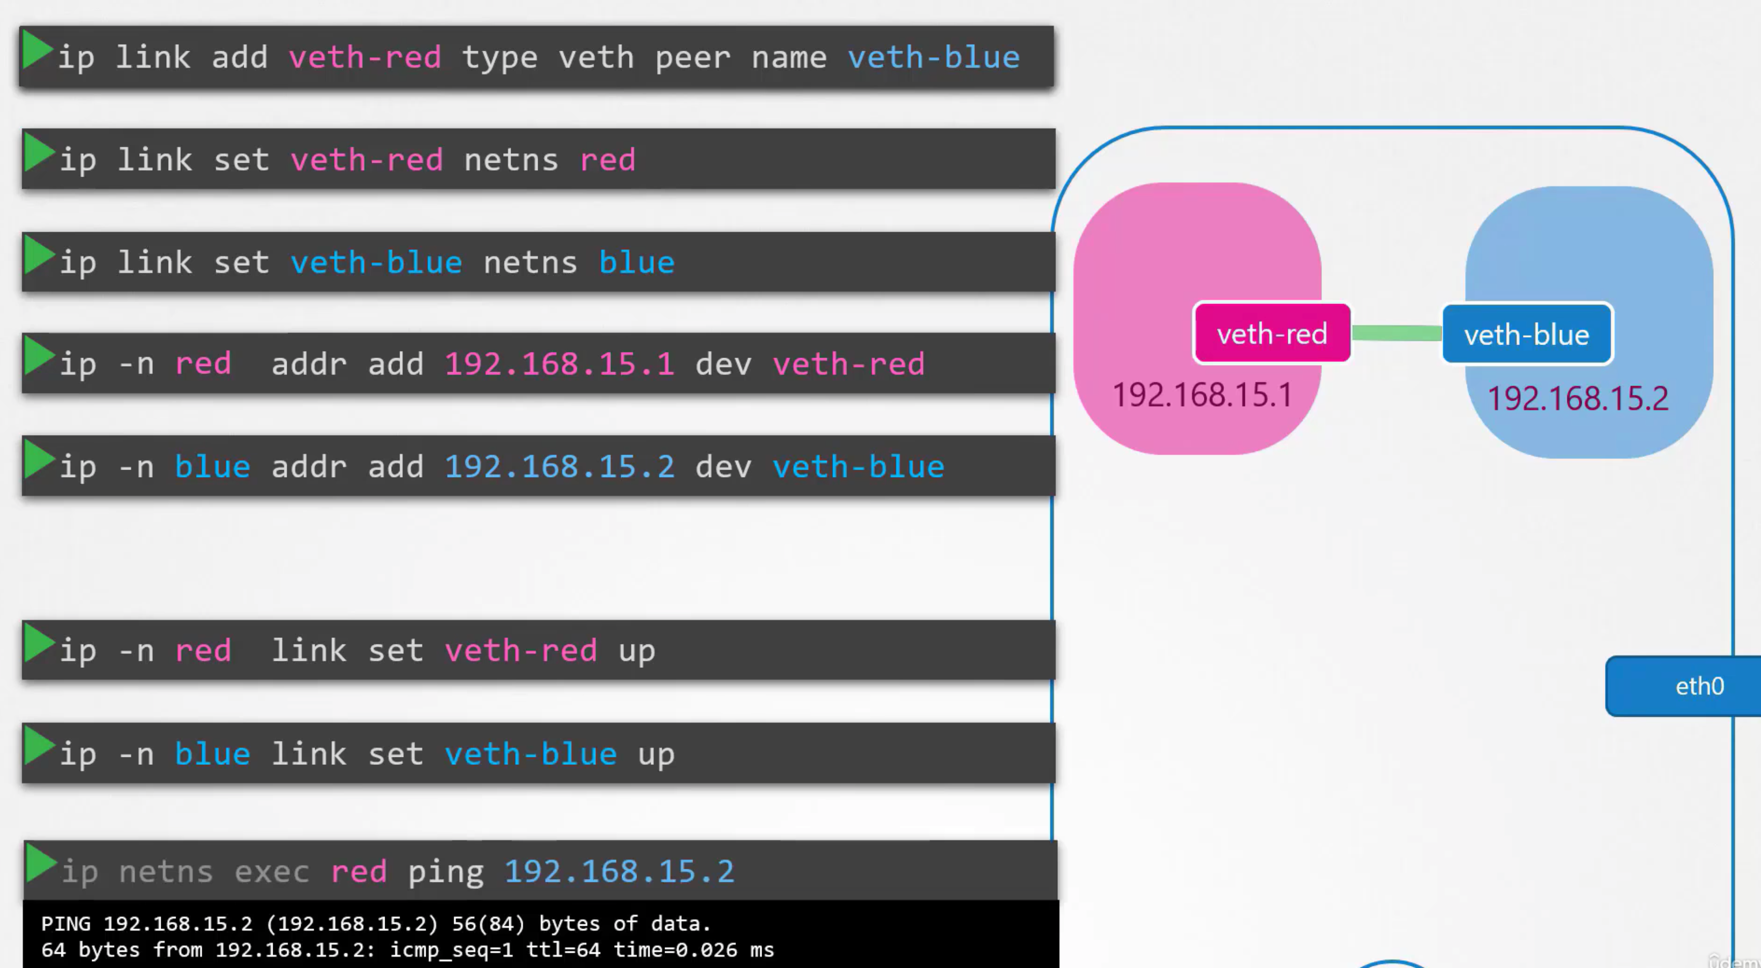 ip link add veth-red type veth peer name veth-blue
ip link set veth-red netns red
ip link set veth-blue netns blue
ip -n red addr add 192.168.15.1 dev veth-red
ip -n blue addr add 192.168.15.2 dev veth-blue
ip -n red link set veth-red up
ip -n blue link set veth-blue up
ip netns exec red ping 192.168.15.2
PING 192.168.15.2 (192.168.15.2) 56(84) bytes of data.
64 bytes from 192.168.15.2: icmp_seq=1 ttl=64 time=0.026 ms
veth-red
veth-blue
192.168.15.1
192.168.15.2
eth0